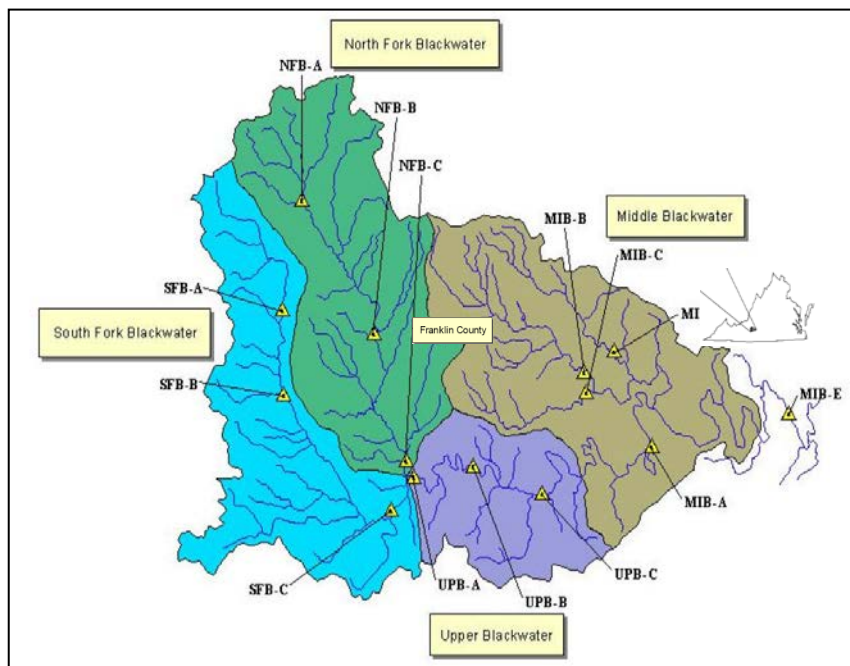 North Fork Blackwater
NFB-A
NFB-B
NFB-C
MIB-B
Middle Blackwater
MIB-C
SFB-A
MI
South Fork Blackwater
Franklin County
SFB-B
MIB-E
MIB-A
SFB-C
UPB-A
UPB-B
UPB-C
Upper Blackwater